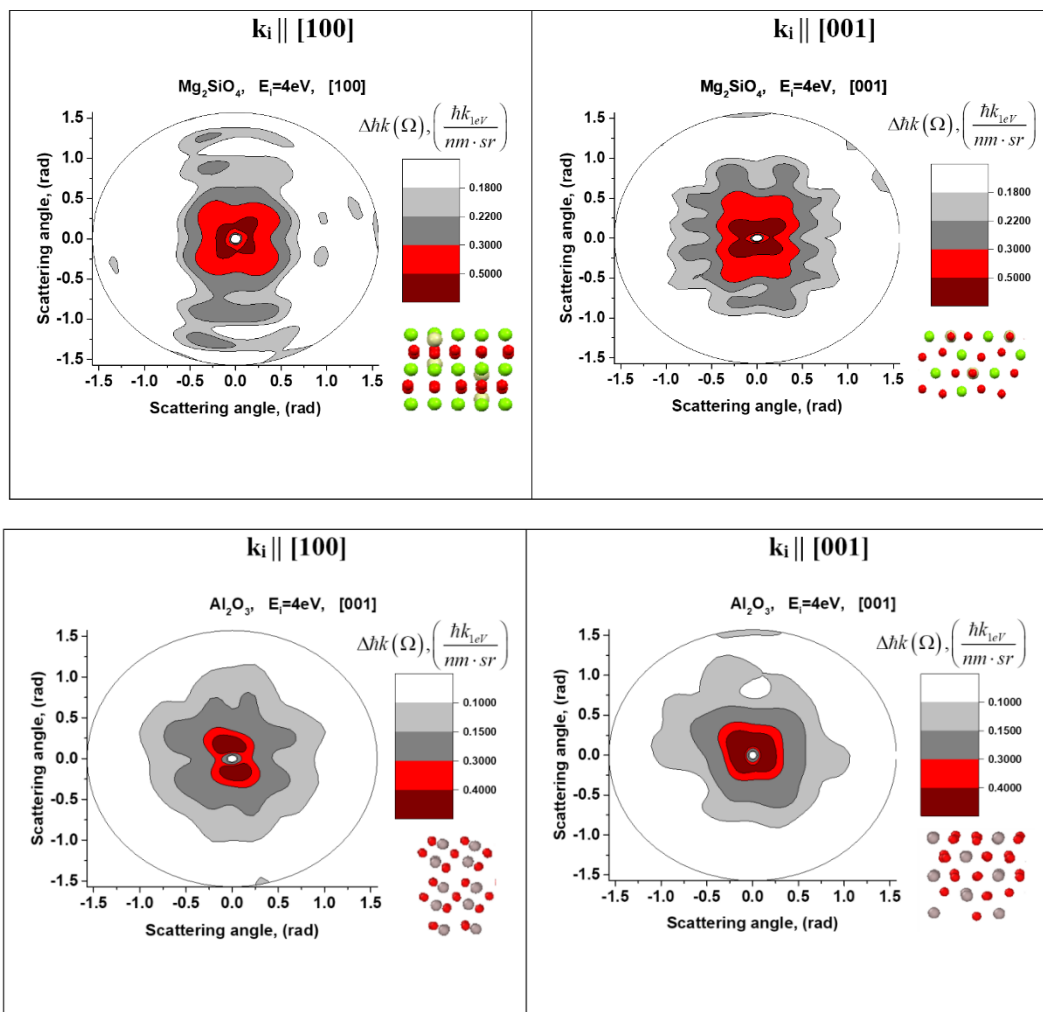 kᵢ || [100]
Mg₂SiO₄, Eᵢ=4eV, [100]
Δħk(Ω), (ħk₁ₑV / nm · sr)
0.1800
0.2200
0.3000
0.5000
Scattering angle, (rad)
1.5
1.0
0.5
0.0
-0.5
-1.0
-1.5
-1.5 -1.0 -0.5 0.0 0.5 1.0 1.5
Scattering angle, (rad)
kᵢ || [001]
Mg₂SiO₄, Eᵢ=4eV [001]
Δħk(Ω), (ħk₁ₑV / nm · sr)
0.1800
0.2200
0.3000
0.5000
Scattering angle, (rad)
1.5
1.0
0.5
0.0
-0.5
-1.0
-1.5
-1.5 -1.0 -0.5 0.0 0.5 1.0 1.5
Scattering angle, (rad)
kᵢ || [100]
Al₂O₃, Eᵢ=4eV, [001]
Δħk(Ω), (ħk₁ₑV / nm · sr)
0.1000
0.1500
0.3000
0.4000
Scattering angle, (rad)
1.5
1.0
0.5
0.0
-0.5
-1.0
-1.5
-1.5 -1.0 -0.5 0.0 0.5 1.0 1.5
Scattering angle, (rad)
kᵢ || [001]
Al₂O₃, Eᵢ=4eV, [001]
Δħk(Ω), (ħk₁ₑV / nm · sr)
0.1000
0.1500
0.3000
0.4000
Scattering angle, (rad)
1.5
1.0
0.5
0.0
-0.5
-1.0
-1.5
-1.5 -1.0 -0.5 0.0 0.5 1.0 1.5
Scattering angle, (rad)